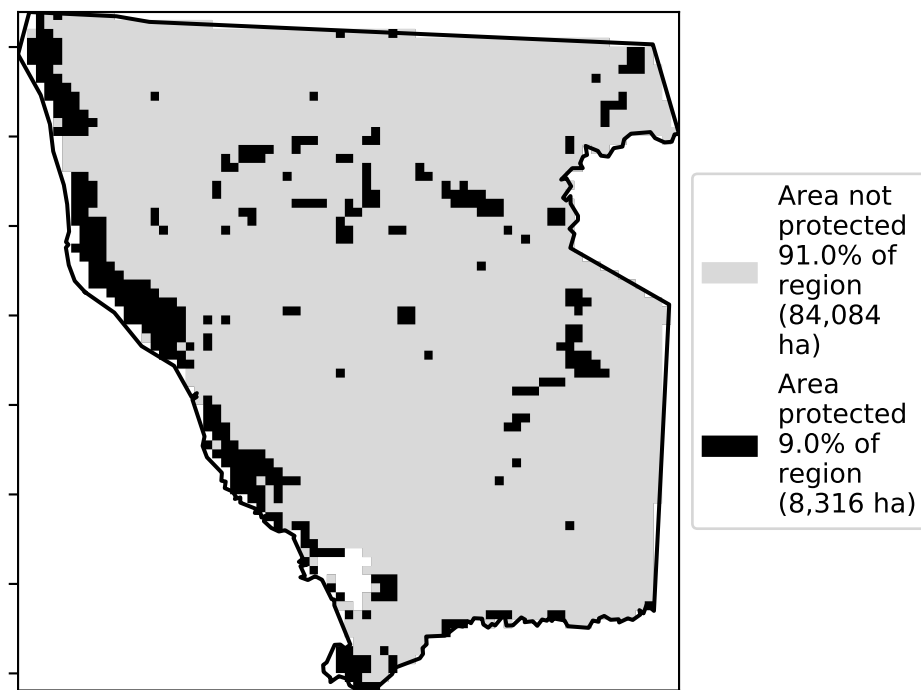 Area not
protected
91.0% of
region
(84,084
ha)
Area
protected
9.0% of
region
(8,316 ha)